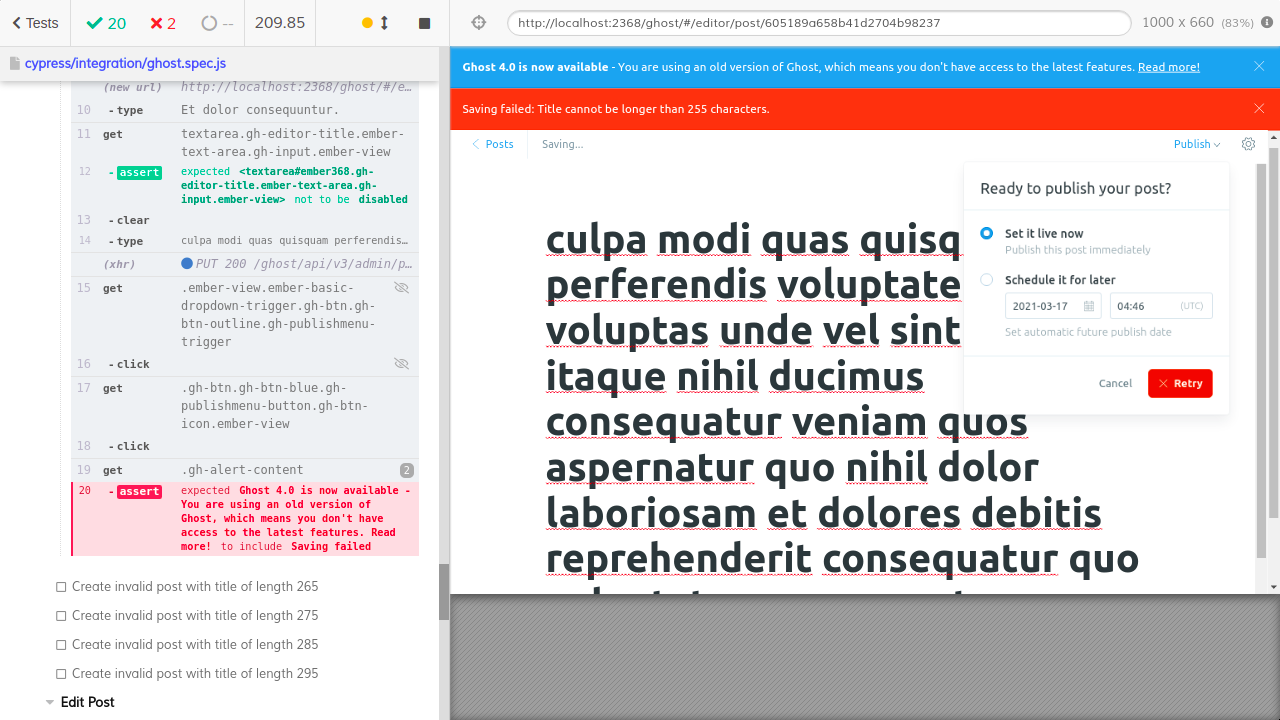 Tests
20
2
--
209.85
http://localhost:2368/ghost/#/editor/post/605189a658b41d2704b98237
1000 x 660 (83%)
cypress/integration/ghost.spec.js
(new url) http://localhost:2368/ghost/#/e…
10 - type Et dolor consequuntur.
11 get textarea.gh-editor-title.ember-
text-area.gh-input.ember-view
12 - assert expected <textarea#ember368.gh-
editor-title.ember-text-area.gh-
input.ember-view> not to be disabled
13 - clear
14 - type culpa modi quas quisquam perferendis…
(xhr) PUT 200 /ghost/api/v3/admin/p…
15 get .ember-view.ember-basic-
dropdown-trigger.gh-btn.gh-
btn-outline.gh-publishmenu-
trigger
16 - click
17 get .gh-btn.gh-btn-blue.gh-
publishmenu-button.gh-btn-
icon.ember-view
18 - click
19 get .gh-alert-content 2
20 - assert expected Ghost 4.0 is now available -
You are using an old version of
Ghost, which means you don't have
access to the latest features. Read
more! to include Saving failed
Create invalid post with title of length 265
Create invalid post with title of length 275
Create invalid post with title of length 285
Create invalid post with title of length 295
Edit Post
Ghost 4.0 is now available - You are using an old version of Ghost, which means you don't have access to the latest features. Read more!
Saving failed: Title cannot be longer than 255 characters.
Posts
Saving...
Publish
culpa modi quas quisq
perferendis voluptate
voluptas unde vel sint
itaque nihil ducimus
consequatur veniam quos
aspernatur quo nihil dolor
laboriosam et dolores debitis
reprehenderit consequatur quo
Ready to publish your post?
Set it live now
Publish this post immediately
Schedule it for later
2021-03-17
04:46 (UTC)
Set automatic future publish date
Cancel
Retry